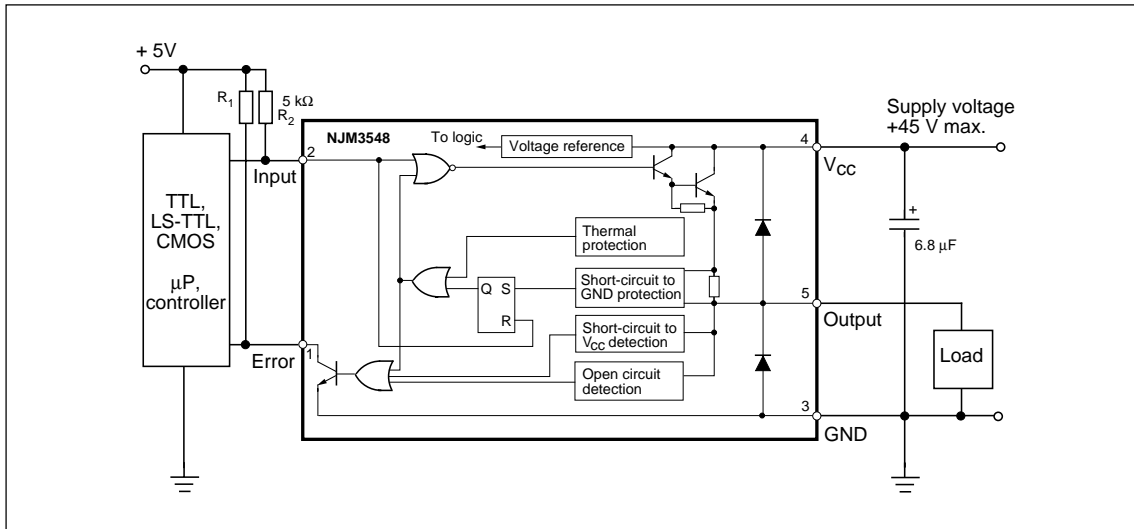 + 5V
R1
5 kΩ
R2
NJM3548
To logic
Voltage reference
4
VCC
Supply voltage
+45 V max.
2
Input
TTL,
LS-TTL,
CMOS
μP,
controller
Thermal
protection
+
6.8 μF
Q
S
R
Short-circuit to
GND protection
5
Output
Short-circuit to
VCC detection
Load
Error
1
Open circuit
detection
3
GND